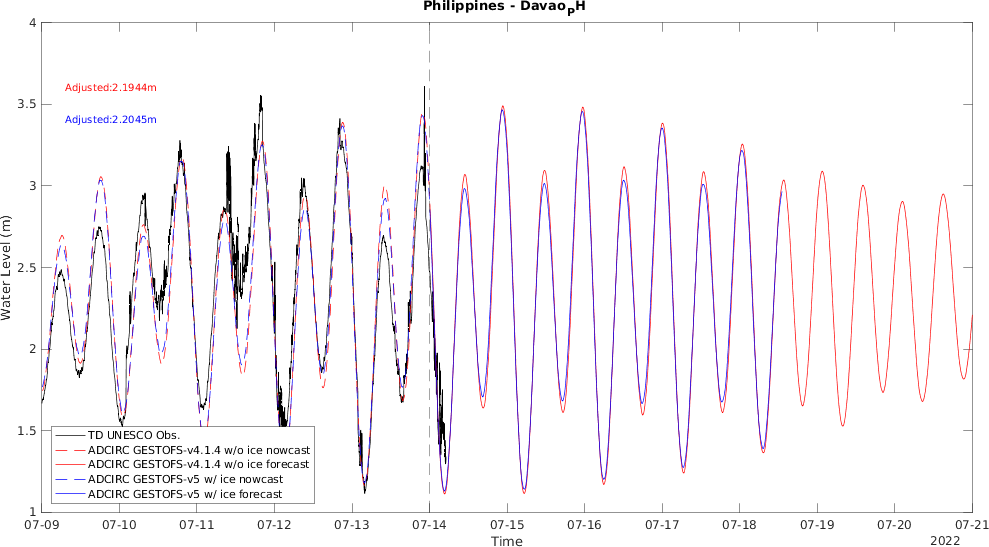 Philippines - Davao_pH
4
3.5
3
2.5
2
1.5
1
Water Level (m)
Adjusted:2.1944m
Adjusted:2.2045m
TD UNESCO Obs.
ADCIRC GESTOFS-v4.1.4 w/o ice nowcast
ADCIRC GESTOFS-v4.1.4 w/o ice forecast
ADCIRC GESTOFS-v5 w/ ice nowcast
ADCIRC GESTOFS-v5 w/ ice forecast
07-09 07-10 07-11 07-12 07-13 07-14 07-15 07-16 07-17 07-18 07-19 07-20 07-21
Time
2022